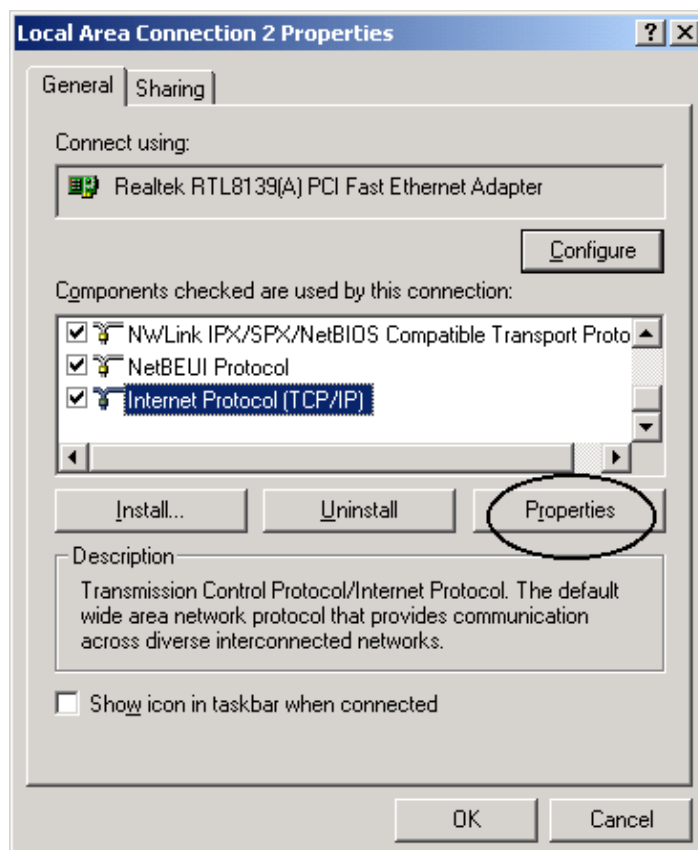 Local Area Connection 2 Properties
General
Sharing
Connect using:
Realtek RTL8139(A) PCI Fast Ethernet Adapter
Configure
Components checked are used by this connection:
NWLink IPX/SPX/NetBIOS Compatible Transport Proto
NetBEUI Protocol
Internet Protocol (TCP/IP)
Install...
Uninstall
Properties
Description
Transmission Control Protocol/Internet Protocol. The default
wide area network protocol that provides communication
across diverse interconnected networks.
Show icon in taskbar when connected
OK
Cancel